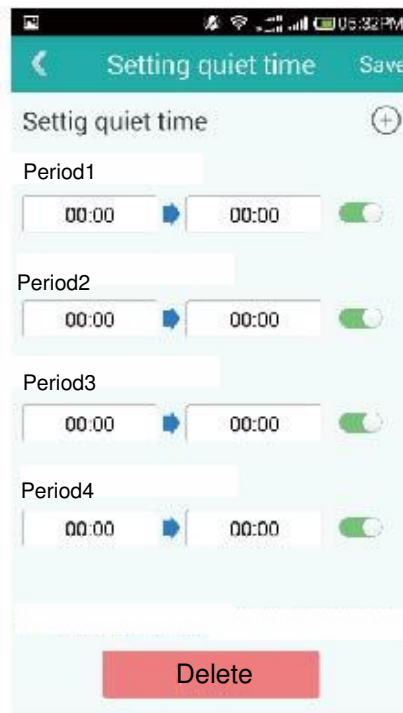 06:32PM
Setting quiet time Save
Settig quiet time
Period1
00:00 00:00
Period2
00:00 00:00
Period3
00:00 00:00
Period4
00:00 00:00
Delete